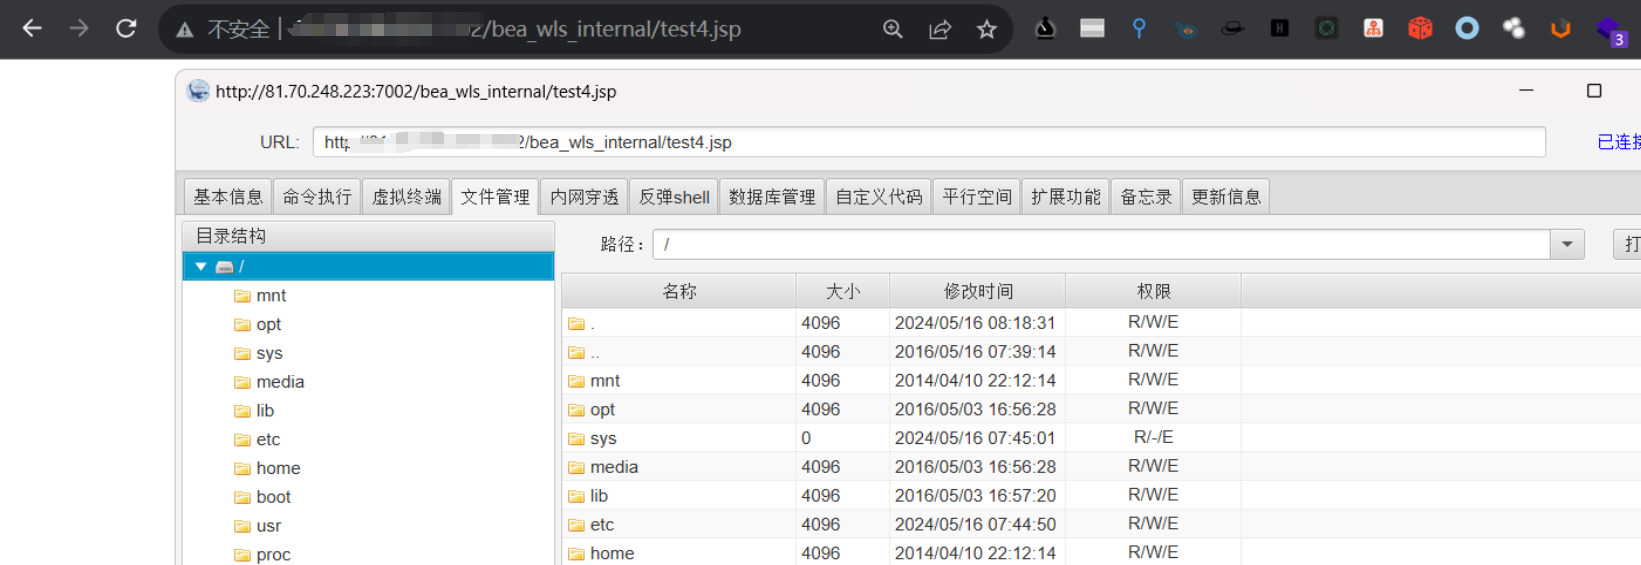 不安全
2/bea_wls_internal/test4.jsp
3
http://81.70.248.223:7002/bea_wls_internal/test4.jsp
URL:
2/bea_wls_internal/test4.jsp
基本信息 命令执行 虚拟终端 文件管理 内网穿透 反弹shell 数据库管理 自定义代码 平行空间 扩展功能 备忘录 更新信息
目录结构
/
mnt
opt
sys
media
lib
etc
home
boot
usr
proc
路径： /
打
名称 大小 修改时间 权限
. 4096 2024/05/16 08:18:31 R/W/E
.. 4096 2016/05/16 07:39:14 R/W/E
mnt 4096 2014/04/10 22:12:14 R/W/E
opt 4096 2016/05/03 16:56:28 R/W/E
sys 0 2024/05/16 07:45:01 R/-/E
media 4096 2016/05/03 16:56:28 R/W/E
lib 4096 2016/05/03 16:57:20 R/W/E
etc 4096 2024/05/16 07:44:50 R/W/E
home 4096 2014/04/10 22:12:14 R/W/E